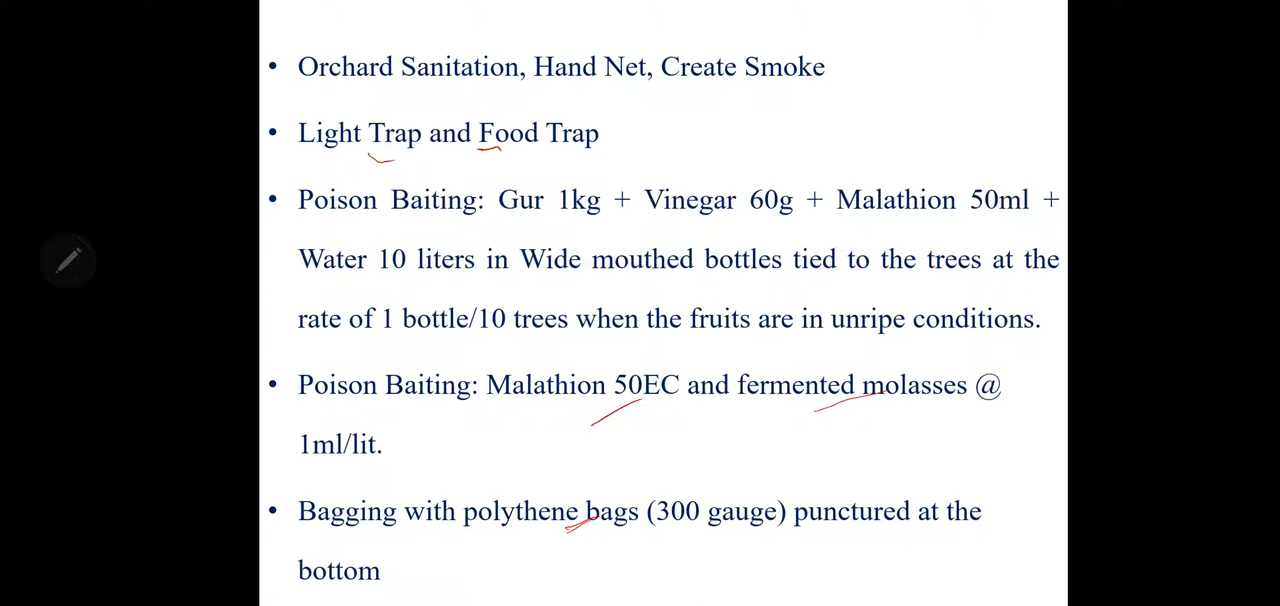 • Orchard Sanitation, Hand Net, Create Smoke
• Light Trap and Food Trap
• Poison Baiting: Gur 1kg + Vinegar 60g + Malathion 50ml +
Water 10 liters in Wide mouthed bottles tied to the trees at the
rate of 1 bottle/10 trees when the fruits are in unripe conditions.
• Poison Baiting: Malathion 50EC and fermented molasses @
1ml/lit.
• Bagging with polythene bags (300 gauge) punctured at the
bottom